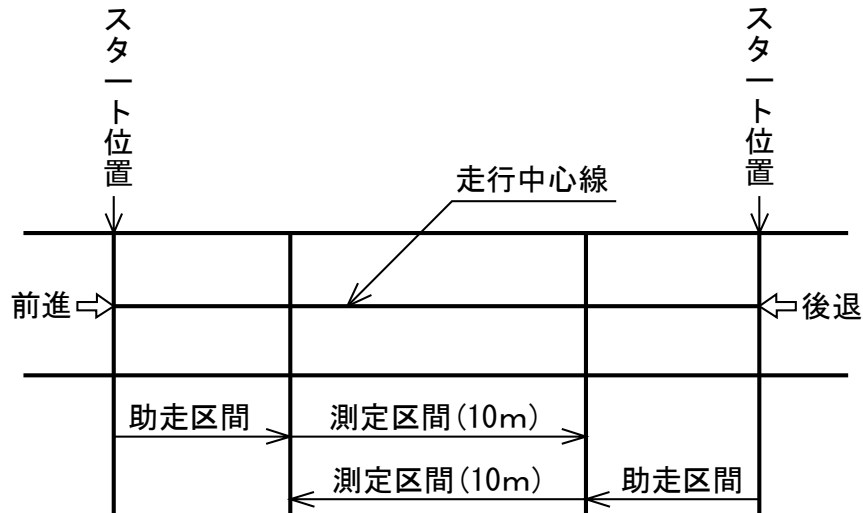 スタート位置
スタート位置
走行中心線
前進
後退
助走区間
測定区間(10m)
測定区間(10m)
助走区間